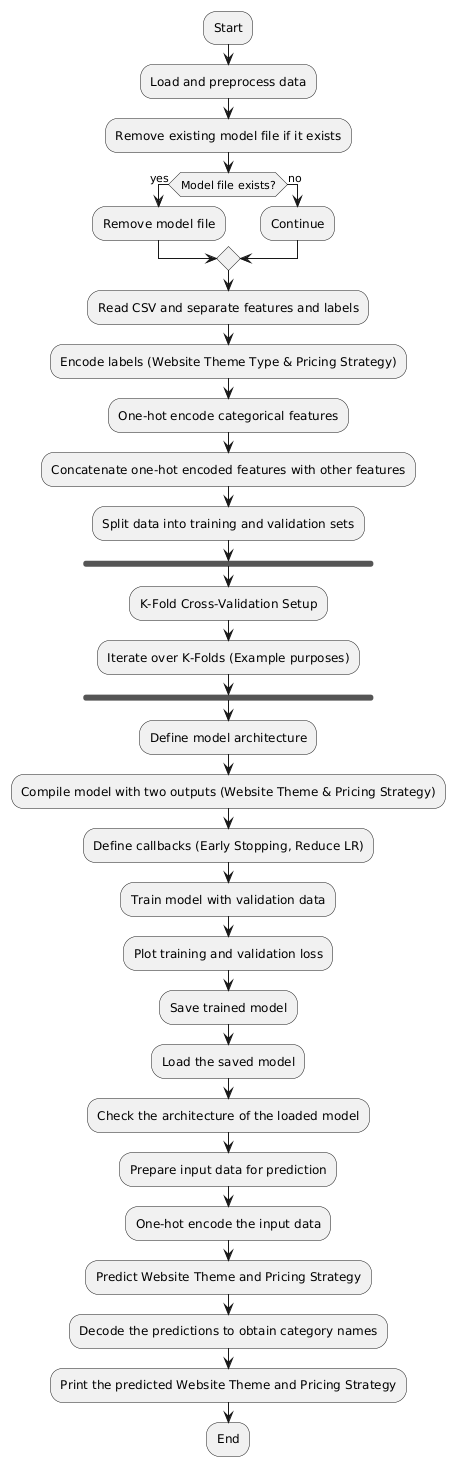 Start
Load and preprocess data
Remove existing model file if it exists
yes
Model file exists?
no
Remove model file
Continue
Read CSV and separate features and labels
Encode labels (Website Theme Type & Pricing Strategy)
One-hot encode categorical features
Concatenate one-hot encoded features with other features
Split data into training and validation sets
K-Fold Cross-Validation Setup
Iterate over K-Folds (Example purposes)
Define model architecture
Compile model with two outputs (Website Theme & Pricing Strategy)
Define callbacks (Early Stopping, Reduce LR)
Train model with validation data
Plot training and validation loss
Save trained model
Load the saved model
Check the architecture of the loaded model
Prepare input data for prediction
One-hot encode the input data
Predict Website Theme and Pricing Strategy
Decode the predictions to obtain category names
Print the predicted Website Theme and Pricing Strategy
End